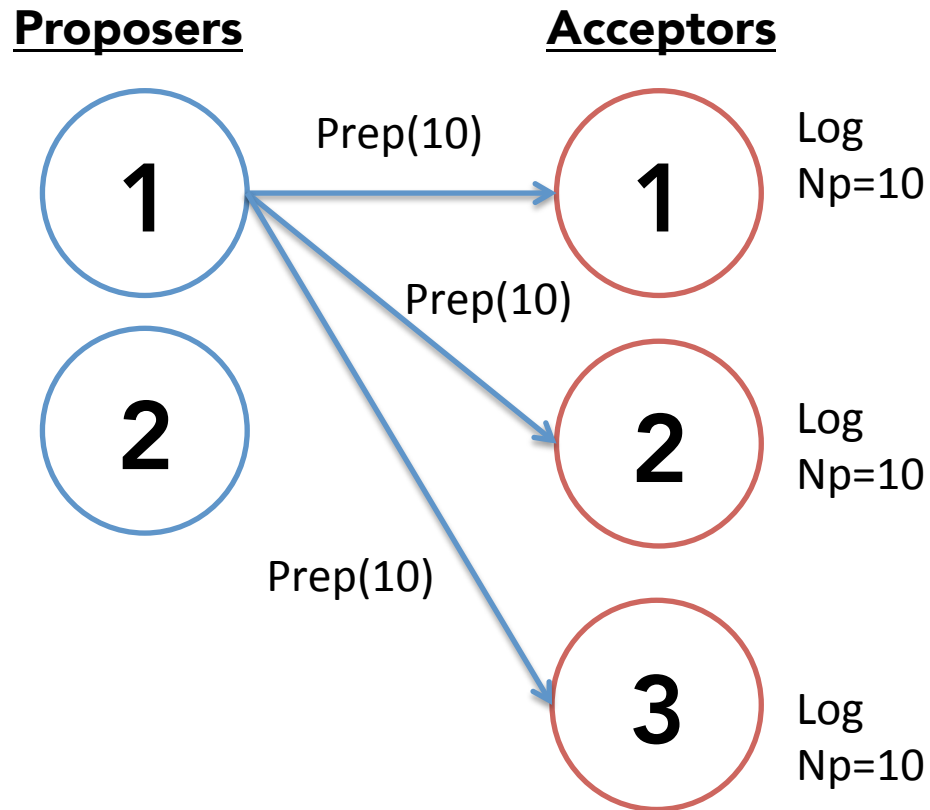 Proposers
Acceptors
Prep(10)
1
1
Log
Np=10
Prep(10)
2
2
Log
Np=10
Prep(10)
3
Log
Np=10